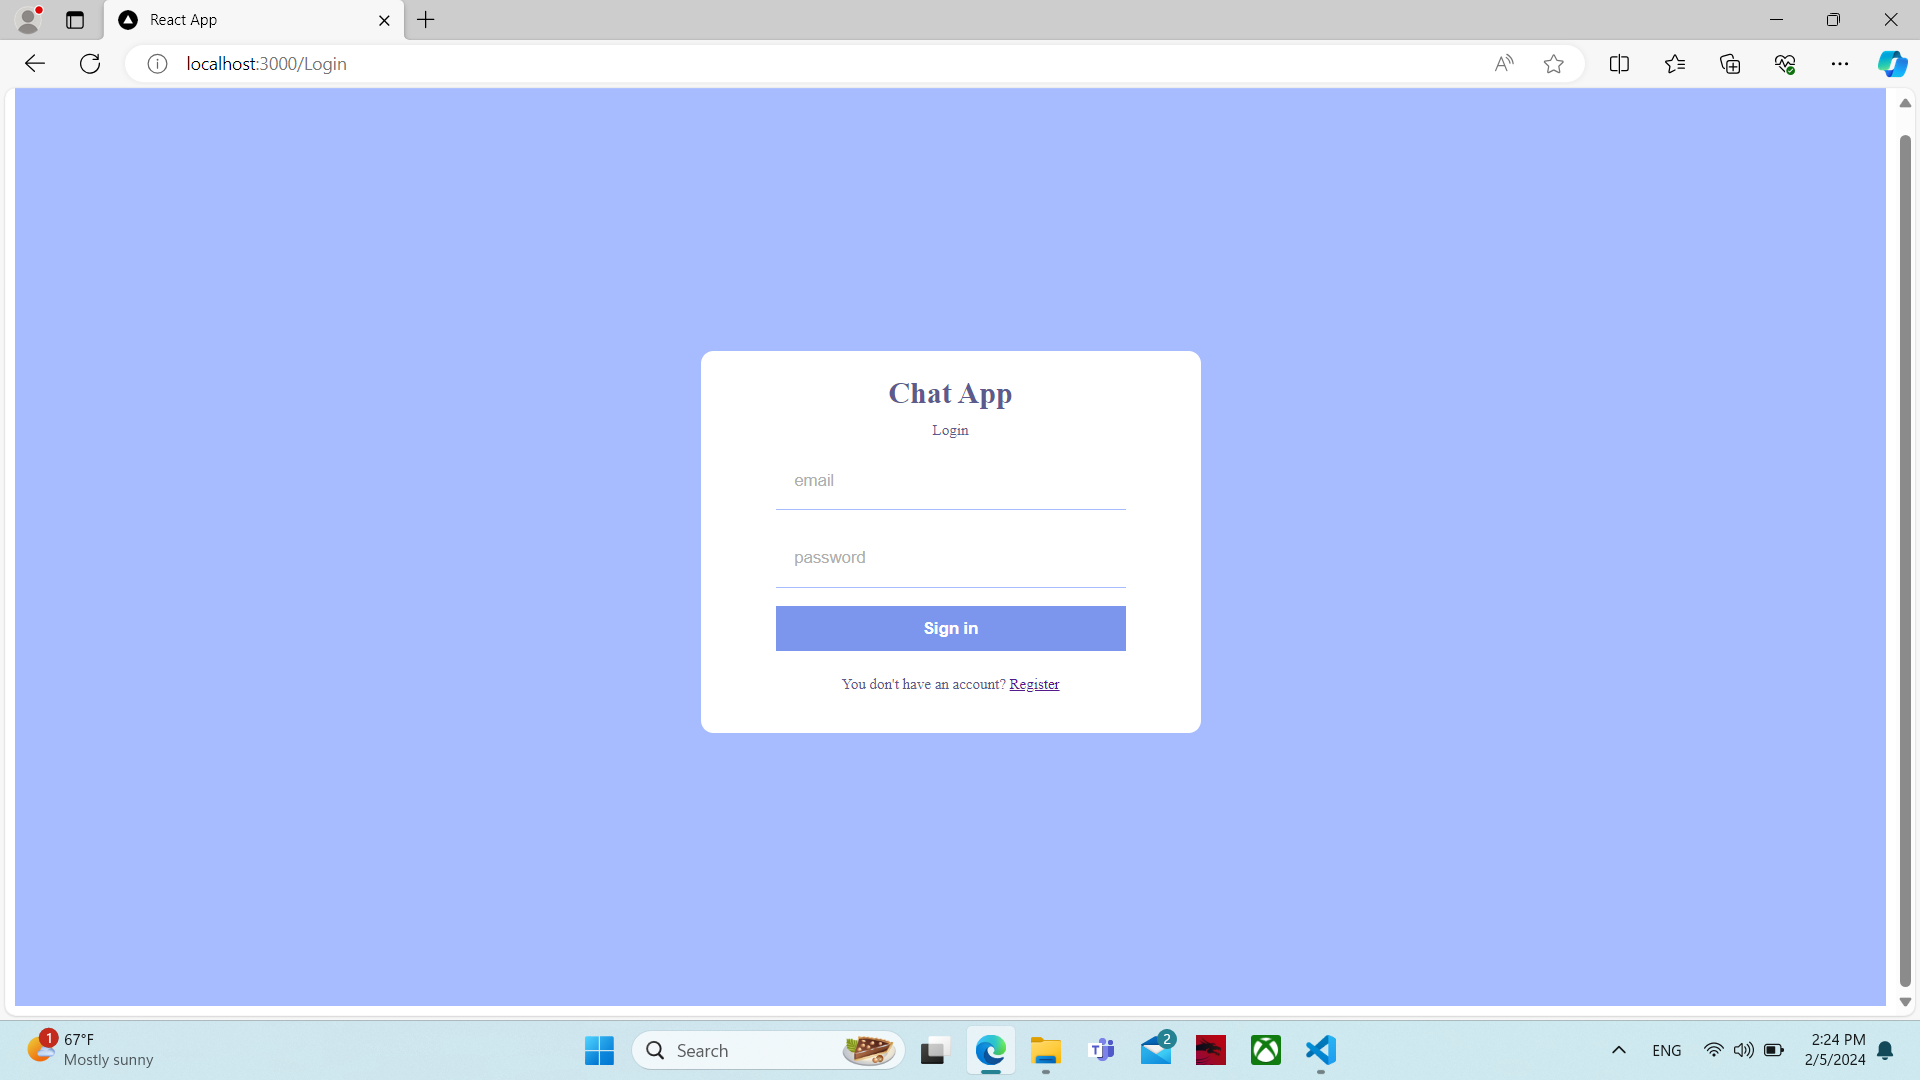 React App
localhost:3000/Login
Chat App
Login
email
password
Sign in
You don't have an account? Register
1
67°F
Mostly sunny
Search
2
ENG
2:24 PM
2/5/2024